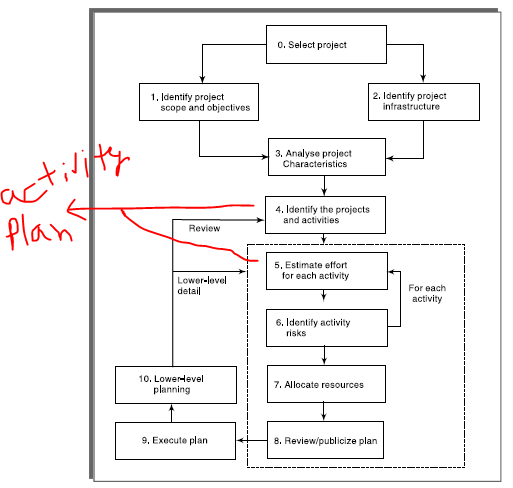 0. Select project
1. Identify project
scope and objectives
2. Identify project
infrastructure
3. Analyse project
Characteristics
activity
plan
4. Identify the projects
and activities
Review
5. Estimate effort
for each activity
Lower-level
detail
For each
activity
6. Identify activity
risks
10. Lower-level
planning
7. Allocate resources
9. Execute plan
8. Review/publicize plan